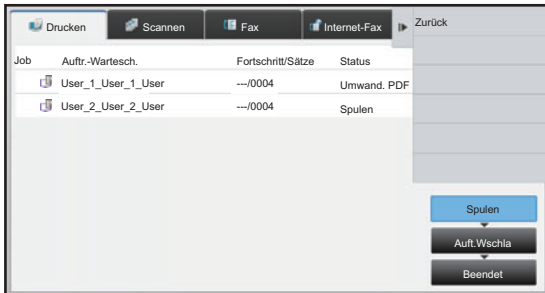 Drucken Scannen Fax Internet-Fax Zurück
Job Auftr.-Wartesch. Fortschritt/Sätze Status
User_1_User_1_User ---/0004 Umwand. PDF
User_2_User_2_User ---/0004 Spulen
Spulen
Auft.Wschla
Beendet